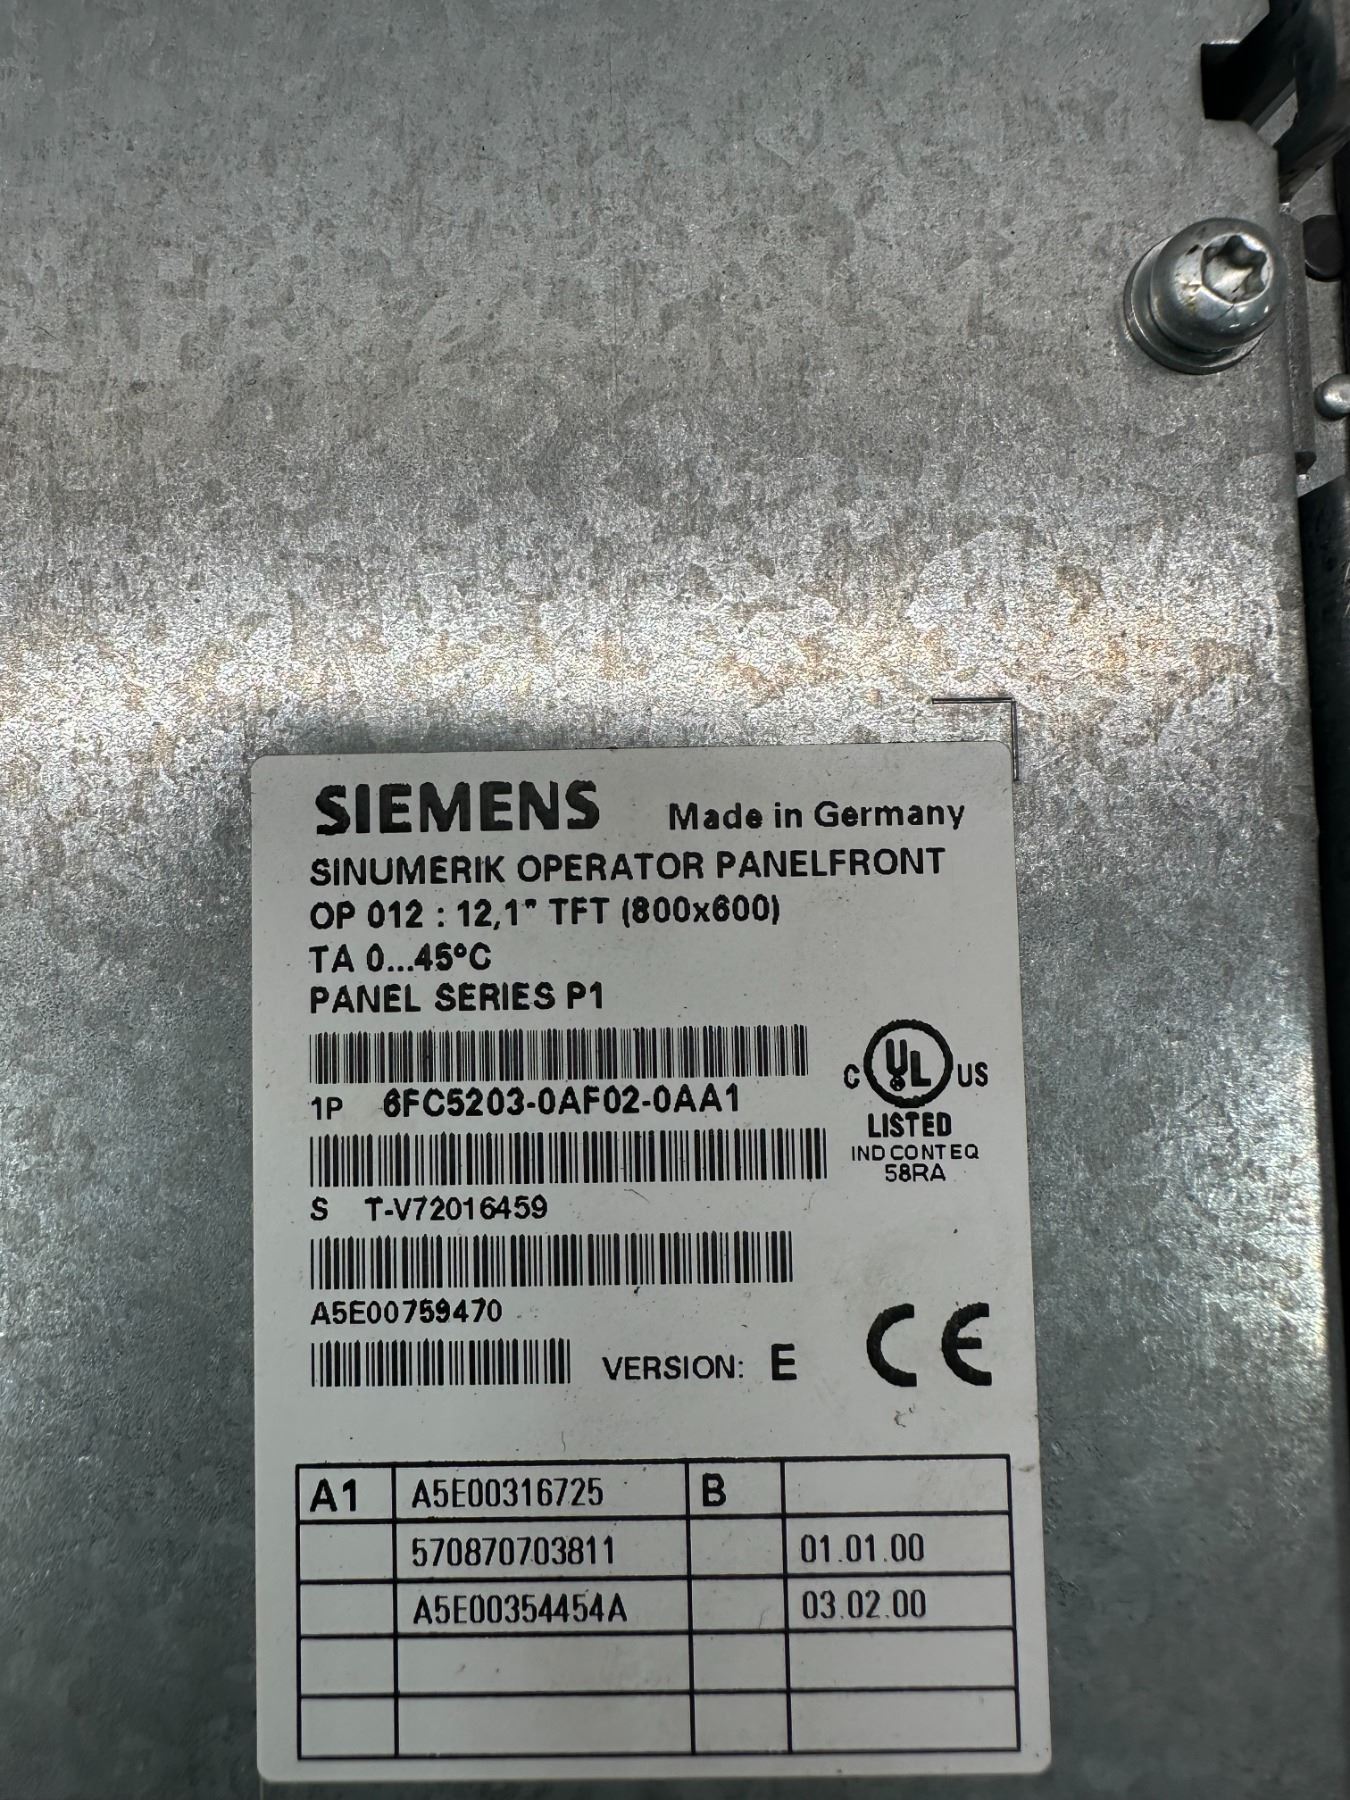 SIEMENS Made in Germany
SINUMERIK OPERATOR PANELFRONT
OP 012 : 12,1" TFT (800x600)
TA 0...45°C
PANEL SERIES P1
1P 6FC5203-0AF02-0AA1
C UL US
LISTED
IND CONT EQ
58RA
S T-V72016459
A5E00759470
VERSION: E
CE
A1 A5E00316725 B
570870703811 01.01.00
A5E00354454A 03.02.00